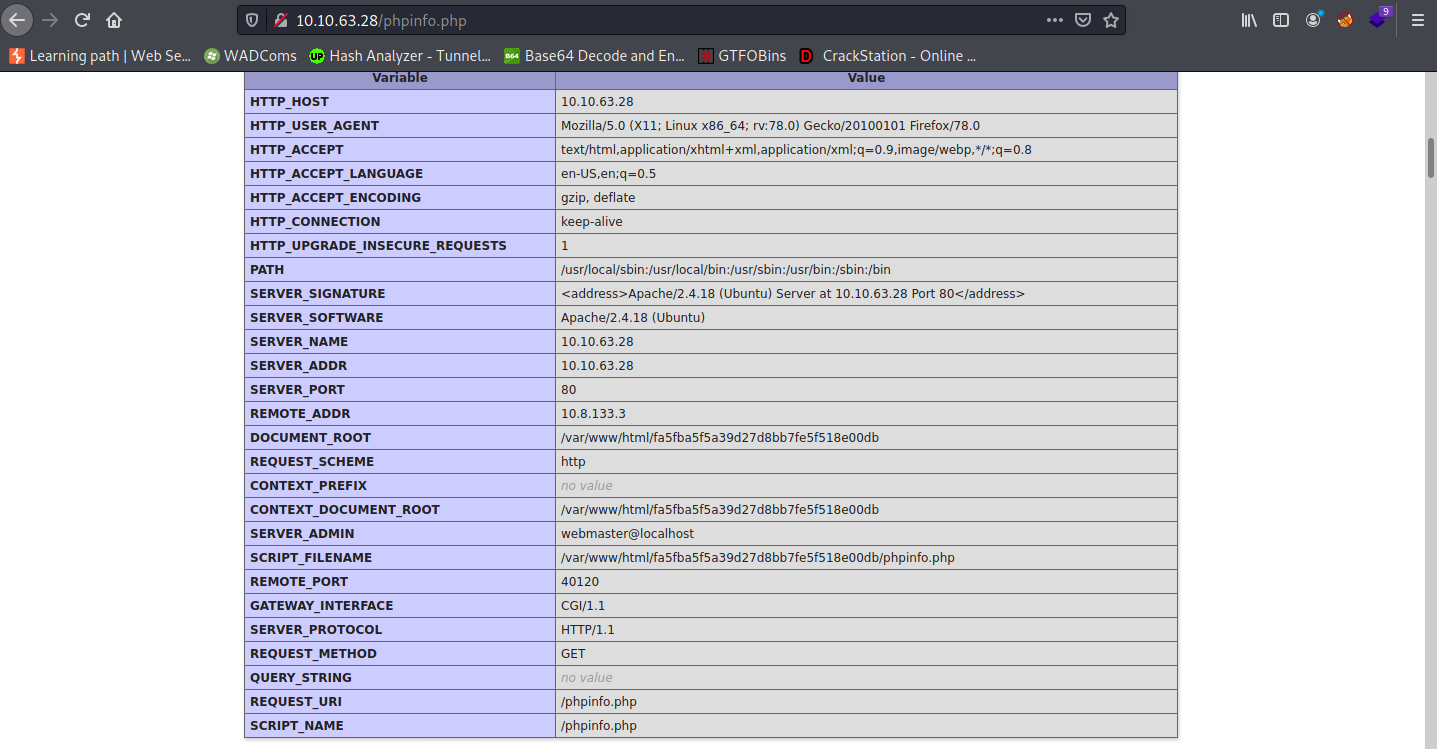 10.10.63.28/phpinfo.php
9
Learning path | Web Se... WADComs UP Hash Analyzer - Tunnel... B64 Base64 Decode and En... GTFOBins D CrackStation - Online ...
Variable Value
HTTP_HOST 10.10.63.28
HTTP_USER_AGENT Mozilla/5.0 (X11; Linux x86_64; rv:78.0) Gecko/20100101 Firefox/78.0
HTTP_ACCEPT text/html,application/xhtml+xml,application/xml;q=0.9,image/webp,*/*;q=0.8
HTTP_ACCEPT_LANGUAGE en-US,en;q=0.5
HTTP_ACCEPT_ENCODING gzip, deflate
HTTP_CONNECTION keep-alive
HTTP_UPGRADE_INSECURE_REQUESTS 1
PATH /usr/local/sbin:/usr/local/bin:/usr/sbin:/usr/bin:/sbin:/bin
SERVER_SIGNATURE <address>Apache/2.4.18 (Ubuntu) Server at 10.10.63.28 Port 80</address>
SERVER_SOFTWARE Apache/2.4.18 (Ubuntu)
SERVER_NAME 10.10.63.28
SERVER_ADDR 10.10.63.28
SERVER_PORT 80
REMOTE_ADDR 10.8.133.3
DOCUMENT_ROOT /var/www/html/fa5fba5f5a39d27d8bb7fe5f518e00db
REQUEST_SCHEME http
CONTEXT_PREFIX no value
CONTEXT_DOCUMENT_ROOT /var/www/html/fa5fba5f5a39d27d8bb7fe5f518e00db
SERVER_ADMIN webmaster@localhost
SCRIPT_FILENAME /var/www/html/fa5fba5f5a39d27d8bb7fe5f518e00db/phpinfo.php
REMOTE_PORT 40120
GATEWAY_INTERFACE CGI/1.1
SERVER_PROTOCOL HTTP/1.1
REQUEST_METHOD GET
QUERY_STRING no value
REQUEST_URI /phpinfo.php
SCRIPT_NAME /phpinfo.php